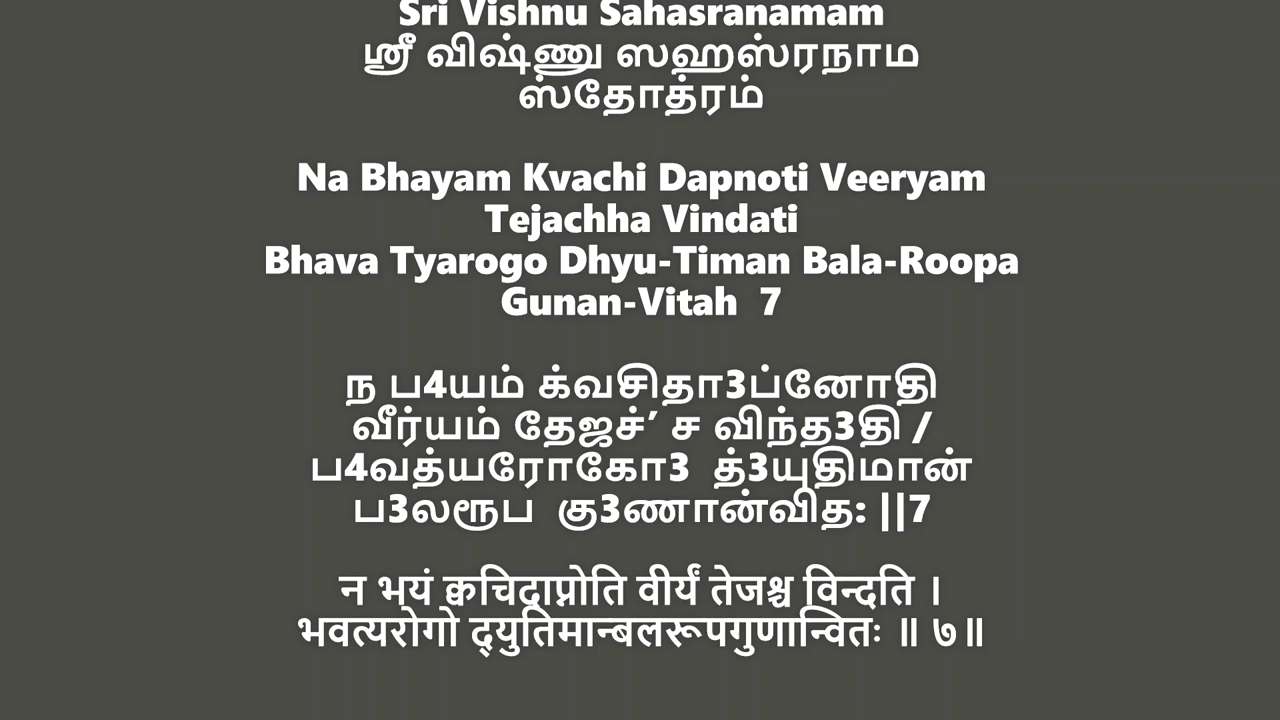 Sri Vishnu Sahasranamam
ஸ்ரீ விஷ்ணு ஸஹஸ்ரநாம
ஸ்தோத்ரம்
Na Bhayam Kvachi Dapnoti Veeryam
Tejachha Vindati
Bhava Tyarogo Dhyu-Timan Bala-Roopa
Gunan-Vitah 7
ந ப4யம் க்வசிதா3ப்னோதி
வீர்யம் தேஜச்’ ச விந்த3தி /
ப4வத்யரோகோ3 த்3யுதிமான்
ப3லரூப கு3ணான்வித: ||7
न भयं क्वचिदाप्नोति वीर्यं तेजश्च विन्दति ।
भवत्यरोगो द्युतिमान्बलरूपगुणान्वितः ॥ ७॥